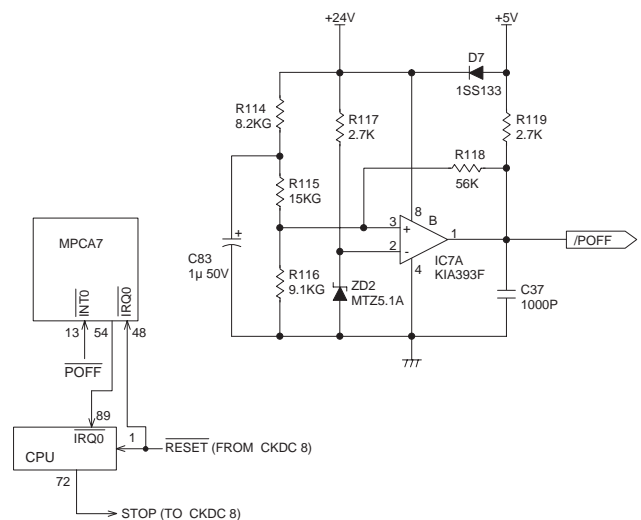 +24V
+5V
D7
1SS133
R114
8.2KG
R117
2.7K
R119
2.7K
R118
56K
R115
15KG
8
B
3
+
1
/POFF
2
-
IC7A
KIA393F
4
+
C83
1µ 50V
R116
9.1KG
ZD2
MTZ5.1A
C37
1000P
MPCA7
INT0
IRQ0
13
54
48
POFF
89
1
IRQ0
RESET (FROM CKDC 8)
CPU
72
STOP (TO CKDC 8)